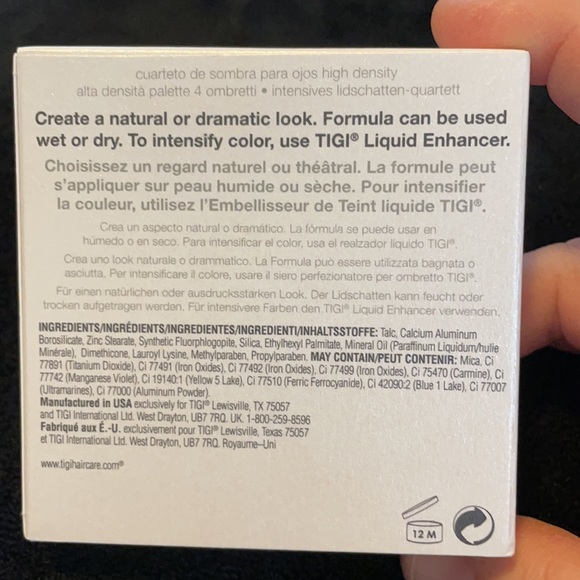 cuarteto de sombra para ojos high density
alta densità palette 4 ombretti • intensives lidschatten-quartett
Create a natural or dramatic look. Formula can be used
wet or dry. To intensify color, use TIGI® Liquid Enhancer.
Choisissez un regard naturel ou théâtral. La formule peut
s'appliquer sur peau humide ou sèche. Pour intensifier
la couleur, utilisez l'Embellisseur de Teint liquide TIGI®.
Crea un aspecto natural o dramático. La fórmula se puede usar en
húmedo o en seco. Para intensificar el color, usa el realzador líquido TIGI®.
Crea uno look naturale o drammatico. La Formula può essere utilizzata bagnata o
asciutta. Per intensificare il colore, usare il siero perfezionatore per ombretto TIGI®.
Für einen natürlichen oder ausdrucksstarken Look. Der Lidschatten kann feucht oder
trocken aufgetragen werden. Für intensivere Farben den TIGI® Liquid Enhancer verwenden.
INGREDIENTS/INGRÉDIENTS/INGREDIENTES/INGREDIENTI/INHALTSSTOFFE: Talc, Calcium Aluminum
Borosilicate, Zinc Stearate, Synthetic Fluorphlogopite, Silica, Ethylhexyl Palmitate, Mineral Oil (Paraffinum Liquidum/huile
Minérale), Dimethicone, Lauroyl Lysine, Methylparaben, Propylparaben. MAY CONTAIN/PEUT CONTENIR: Mica, Ci
77891 (Titanium Dioxide), Ci 77491 (Iron Oxides), Ci 77492 (Iron Oxides), Ci 77499 (Iron Oxides), Ci 75470 (Carmine), Ci
77742 (Manganese Violet), Ci 19140:1 (Yellow 5 Lake), Ci 77510 (Ferric Ferrocyanide), Ci 42090:2 (Blue 1 Lake), Ci 77007
(Ultramarines), Ci 77000 (Aluminum Powder).
Manufactured in USA exclusively for TIGI® Lewisville, TX 75057
and TIGI International Ltd. West Drayton, UB7 7RQ. UK. 1-800-259-8596
Fabriqué aux É.-U. exclusivement pour TIGI® Lewisville, Texas 75057
et TIGI International Ltd. West Drayton, UB7 7RQ. Royaume-Uni
www.tigihaircare.com®
12 M